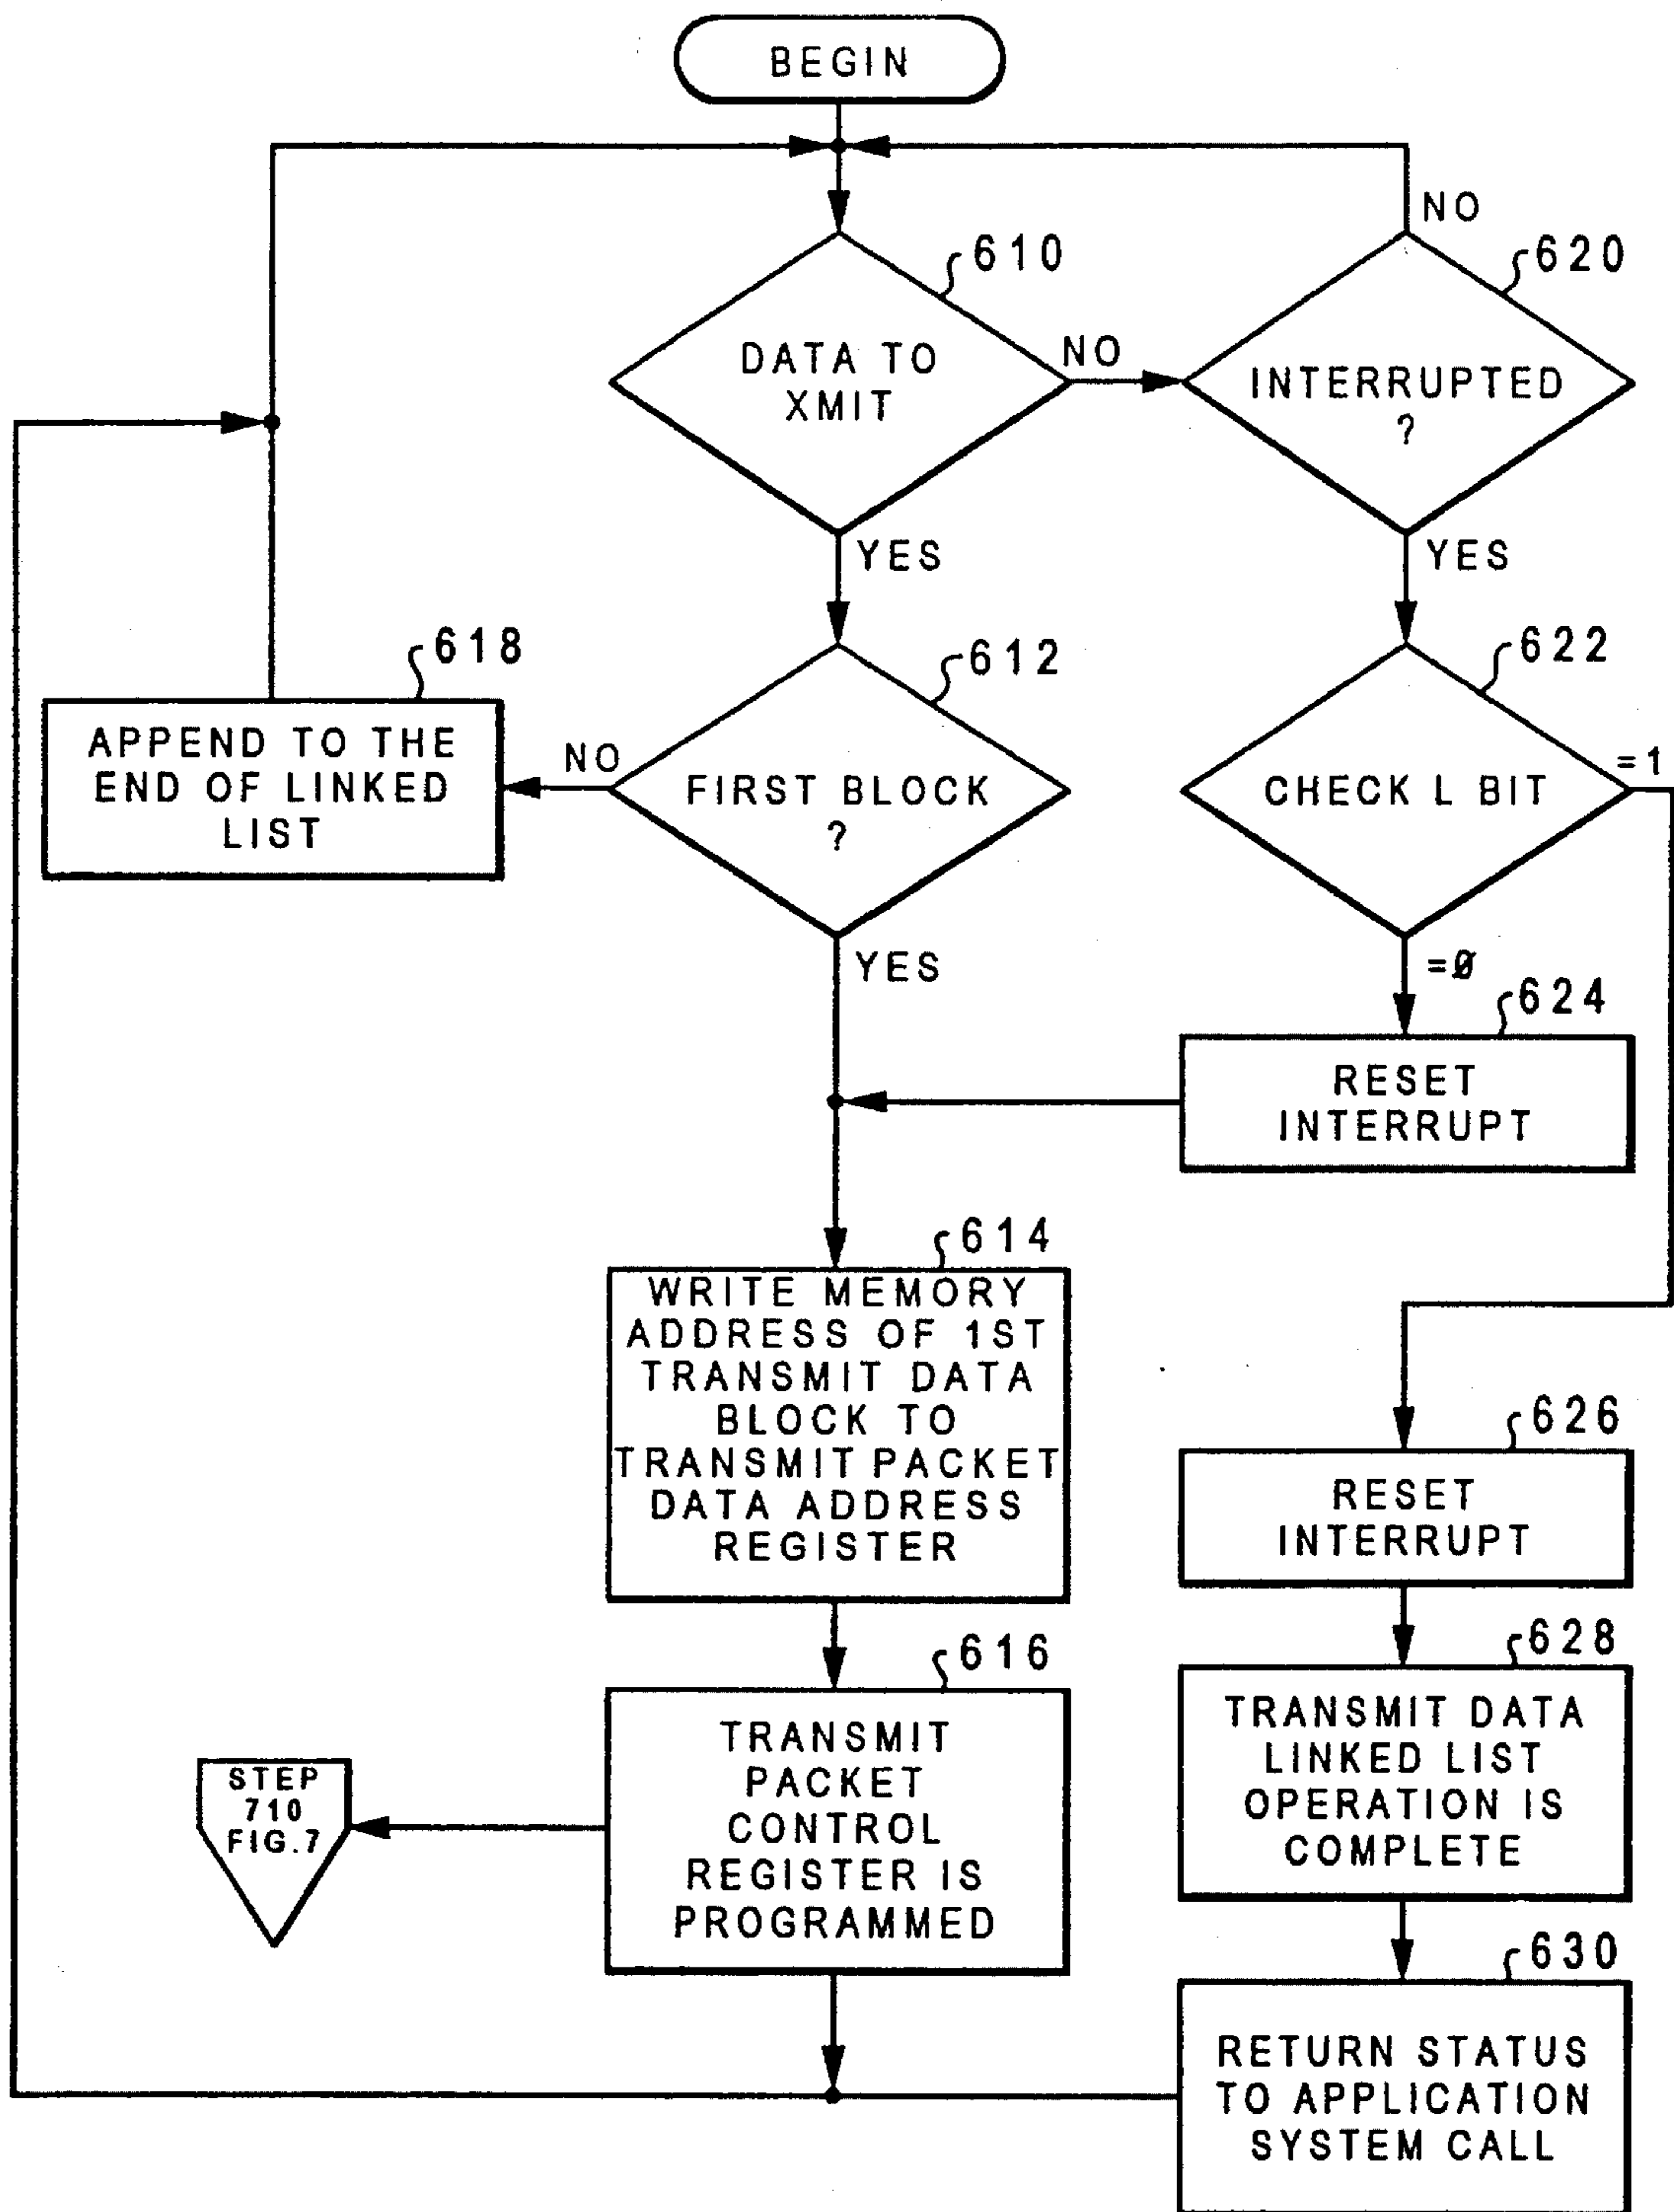 BEGIN
NO
610
620
DATA TO
XMIT
NO
INTERRUPTED
?
YES
YES
618
612
622
APPEND TO THE
END OF LINKED
LIST
NO
FIRST BLOCK
?
CHECK L BIT
=1
YES
=0
624
RESET
INTERRUPT
614
WRITE MEMORY
ADDRESS OF 1ST
TRANSMIT DATA
BLOCK TO
TRANSMIT PACKET
DATA ADDRESS
REGISTER
626
RESET
INTERRUPT
616
628
TRANSMIT
PACKET
CONTROL
REGISTER IS
PROGRAMMED
STEP
710
FIG.7
TRANSMIT DATA
LINKED LIST
OPERATION IS
COMPLETE
630
RETURN STATUS
TO APPLICATION
SYSTEM CALL